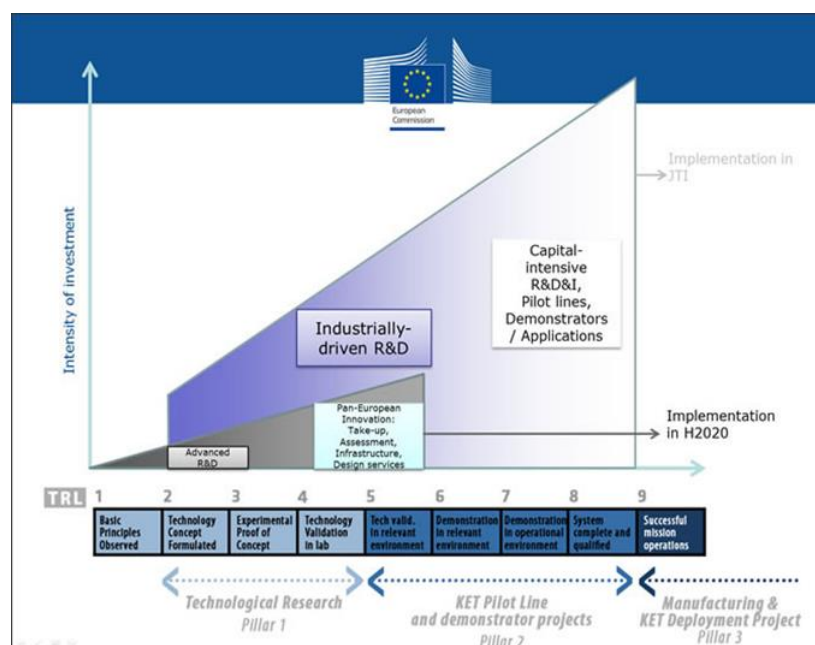 European
Commission
Intensity of investment
Implementation in
JTI
Capital-
intensive
R&D&I,
Pilot lines,
Demonstrators
/ Applications
Industrially-
driven R&D
Pan-European
Innovation:
Take-up,
Assessment,
Infrastructure,
Design services
Advanced
R&D
Implementation
in H2020
TRL 1 2 3 4 5 6 7 8 9
Basic
Principles
Observed
Technology
Concept
Formulated
Experimental
Proof of
Concept
Technology
Validation
in lab
Tech valid.
in relevant
environment
Demonstration
in relevant
environment
Demonstration
in operational
environment
System
complete and
qualified
Successful
mission
operations
Technological Research
Pillar 1
KET Pilot Line
and demonstrator projects
Pillar 2
Manufacturing &
KET Deployment Project
Pillar 3